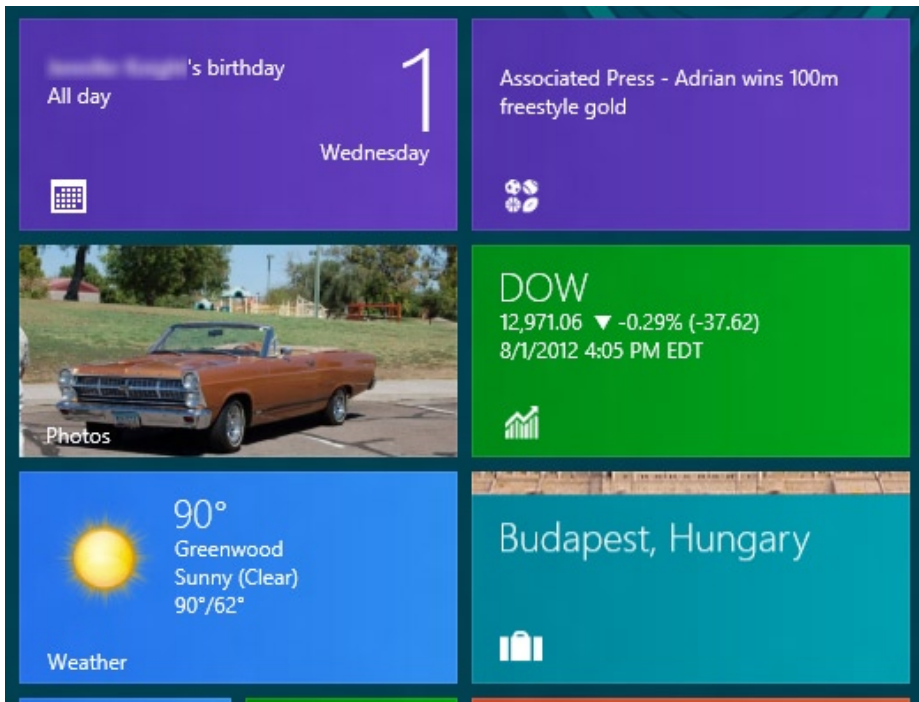 's birthday
All day
1
Wednesday
Associated Press - Adrian wins 100m
freestyle gold
Photos
DOW
12,971.06 ▼ -0.29% (-37.62)
8/1/2012 4:05 PM EDT
90°
Greenwood
Sunny (Clear)
90°/62°
Weather
Budapest, Hungary